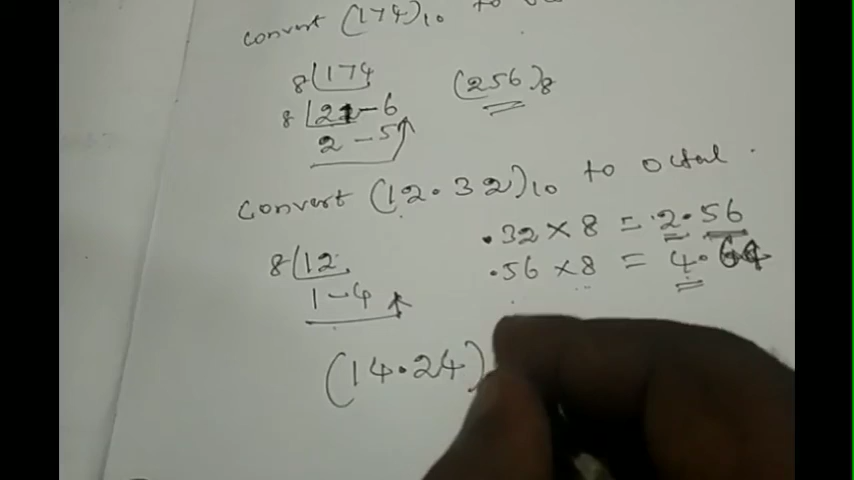 convert (174)10 to
8 174
8 21-6 (256)8
2-5
convert (12.32)10 to octal.
.32×8 = 2.56
8 12 .56×8 = 4.
1-4
(14.24)